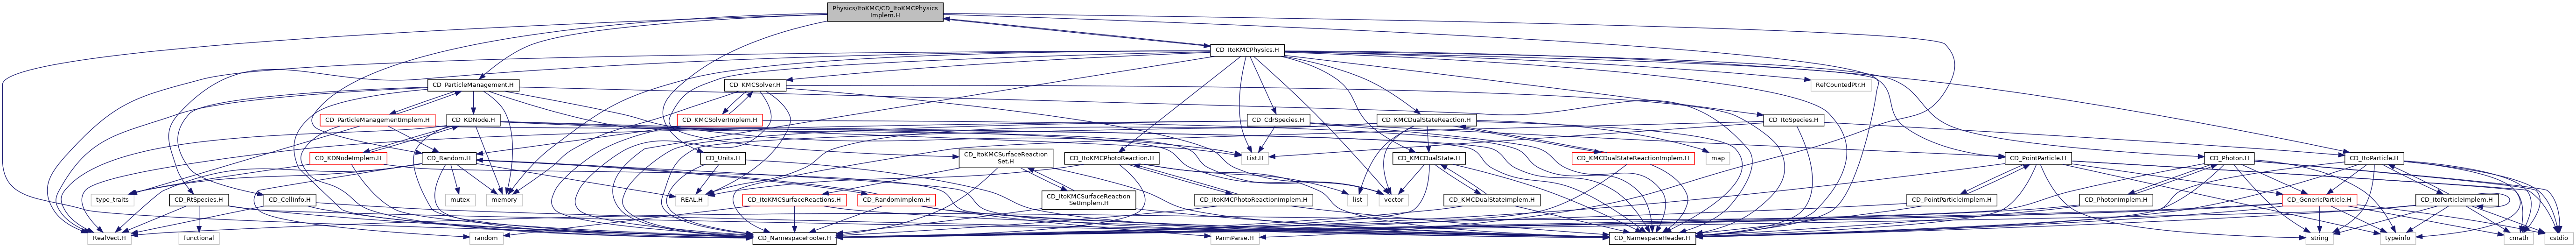 Physics/ItoKMC/CD_ItoKMCPhysics
Implem.H
CD_ItoKMCPhysics.H
CD_ParticleManagement.H
CD_KMCSolver.H
RefCountedPtr.H
CD_ParticleManagementImplem.H
CD_KDNode.H
CD_KMCSolverImplem.H
CD_CdrSpecies.H
CD_KMCDualStateReaction.H
CD_ItoSpecies.H
CD_KDNodeImplem.H
CD_Random.H
CD_Units.H
CD_ItoKMCSurfaceReaction
Set.H
CD_ItoKMCPhotoReaction.H
List.H
CD_KMCDualState.H
CD_KMCDualStateReactionImplem.H
map
CD_PointParticle.H
CD_Photon.H
CD_ItoParticle.H
type_traits
CD_RtSpecies.H
CD_CellInfo.H
mutex
memory
REAL.H
CD_ItoKMCSurfaceReactions.H
CD_RandomImplem.H
CD_ItoKMCSurfaceReaction
SetImplem.H
CD_ItoKMCPhotoReactionImplem.H
list
vector
CD_KMCDualStateImplem.H
CD_PointParticleImplem.H
CD_PhotonImplem.H
CD_GenericParticle.H
CD_ItoParticleImplem.H
RealVect.H
functional
random
CD_NamespaceFooter.H
ParmParse.H
CD_NamespaceHeader.H
string
typeinfo
cmath
cstdio